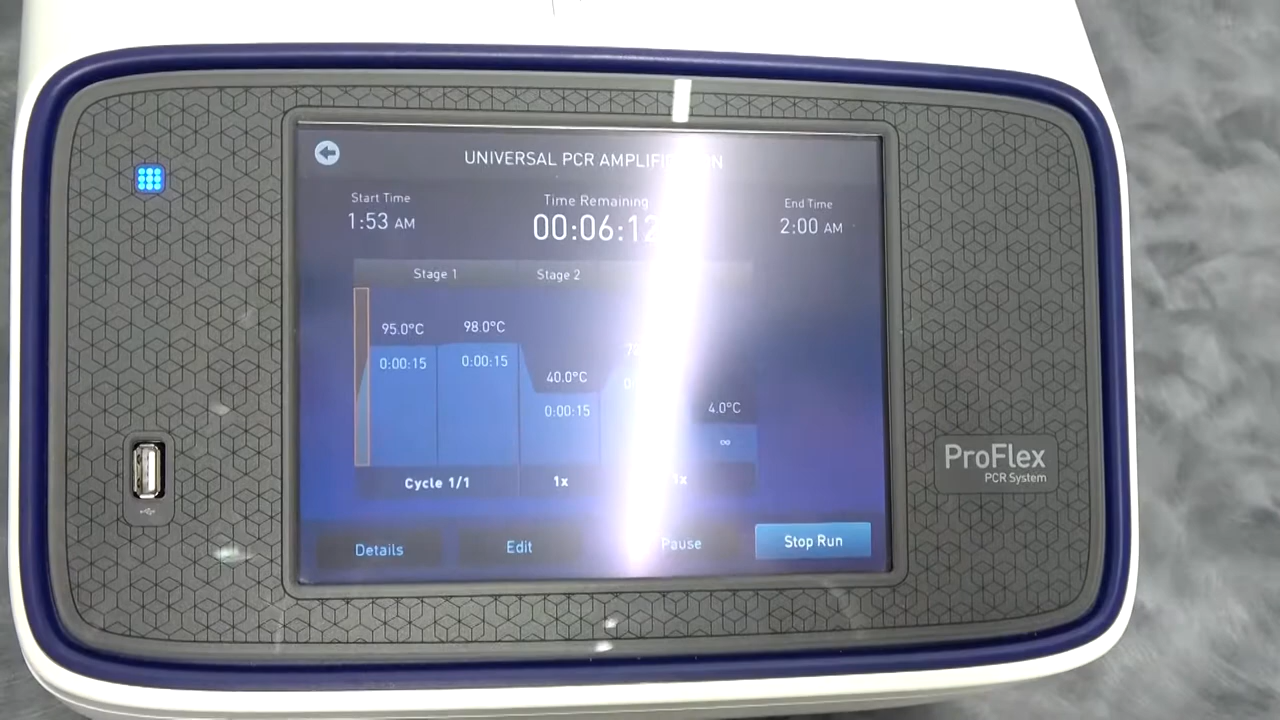 UNIVERSAL PCR
Start Time
Time Remaining
End Time
1:53 AM
00:06:12
2:00 AM
Stage 1
Stage 2
95.0°C
98.0°C
0:00:15
0:00:15
40.0°C
0:00:15
4.0°C
∞
Cycle 1/1
1x
1x
Details
Edit
Pause
Stop Run
ProFlex
PCR System